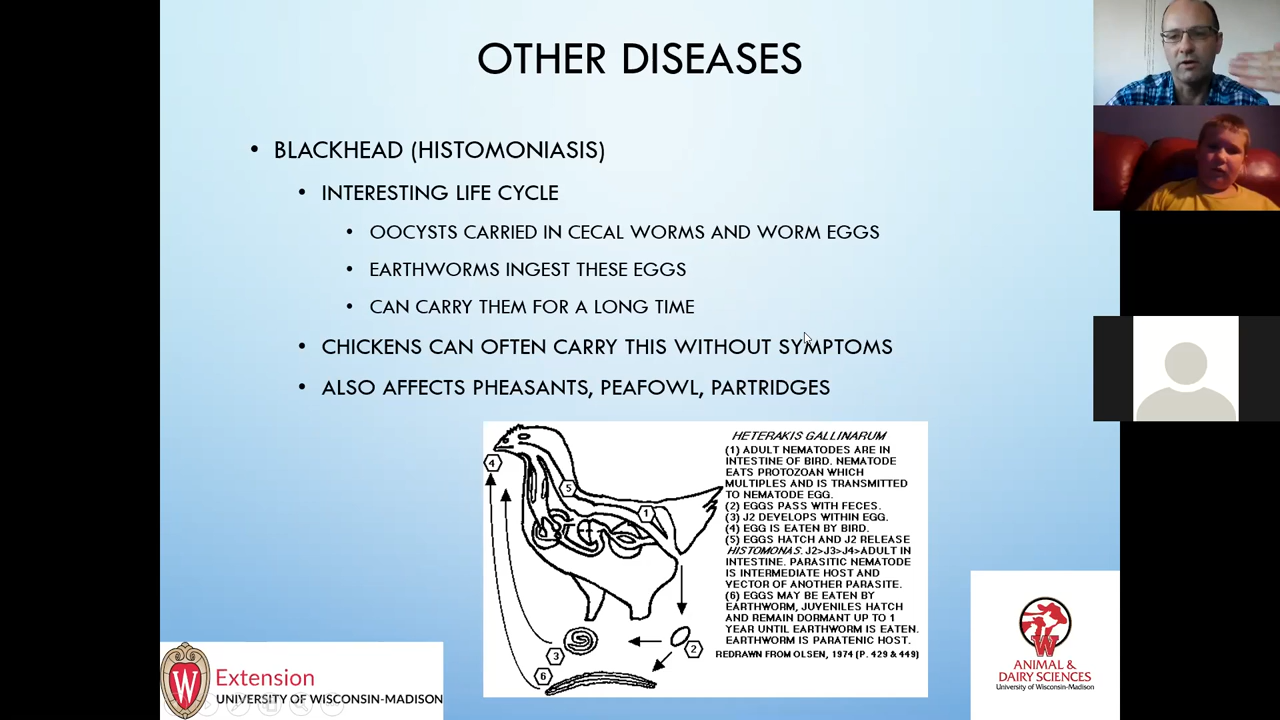 OTHER DISEASES
• BLACKHEAD (HISTOMONIASIS)
• INTERESTING LIFE CYCLE
• OOCYSTS CARRIED IN CECAL WORMS AND WORM EGGS
• EARTHWORMS INGEST THESE EGGS
• CAN CARRY THEM FOR A LONG TIME
• CHICKENS CAN OFTEN CARRY THIS WITHOUT SYMPTOMS
• ALSO AFFECTS PHEASANTS, PEAFOWL, PARTRIDGES
4
5
1
2
3
6
HETERAKIS GALLINARUM
(1) ADULT NEMATODES ARE IN
INTESTINE OF BIRD. NEMATODE
EATS PROTOZOAN WHICH
MULTIPLES AND IS TRANSMITTED
TO NEMATODE EGG.
(2) EGGS PASS WITH FECES.
(3) J2 DEVELOPS WITHIN EGG.
(4) EGG IS EATEN BY BIRD.
(5) EGGS HATCH AND J2 RELEASE
HISTOMONAS. J2>J3>J4>ADULT IN
INTESTINE. PARASITIC NEMATODE
IS INTERMEDIATE HOST AND
VECTOR OF ANOTHER PARASITE.
(6) EGGS MAY BE EATEN BY
EARTHWORM, JUVENILES HATCH
AND REMAIN DORMANT UP TO 1
YEAR UNTIL EARTHWORM IS EATEN.
EARTHWORM IS PARATENIC HOST.
REDRAWN FROM OLSEN, 1974 (P. 429 & 449)
W
Extension
UNIVERSITY OF WISCONSIN-MADISON
W
ANIMAL &
DAIRY SCIENCES
University of Wisconsin-Madison